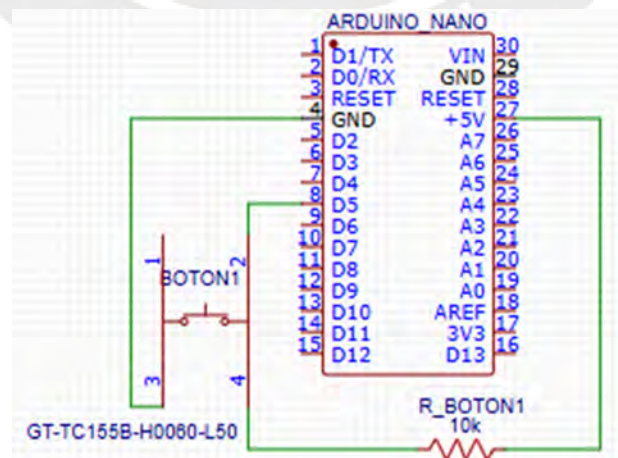 ARDUINO_NANO
1 D1/TX VIN 30
2 D0/RX GND 29
3 RESET RESET 28
4 GND +5V 27
5 D2 A7 26
6 D3 A6 25
7 D4 A5 24
8 D5 A4 23
9 D6 A3 22
10 D7 A2 21
11 D8 A1 20
12 D9 A0 19
13 D10 AREF 18
14 D11 3V3 17
15 D12 D13 16
1 2
BOTON1
3 4
GT-TC155B-H0060-L50
R_BOTON1
10k